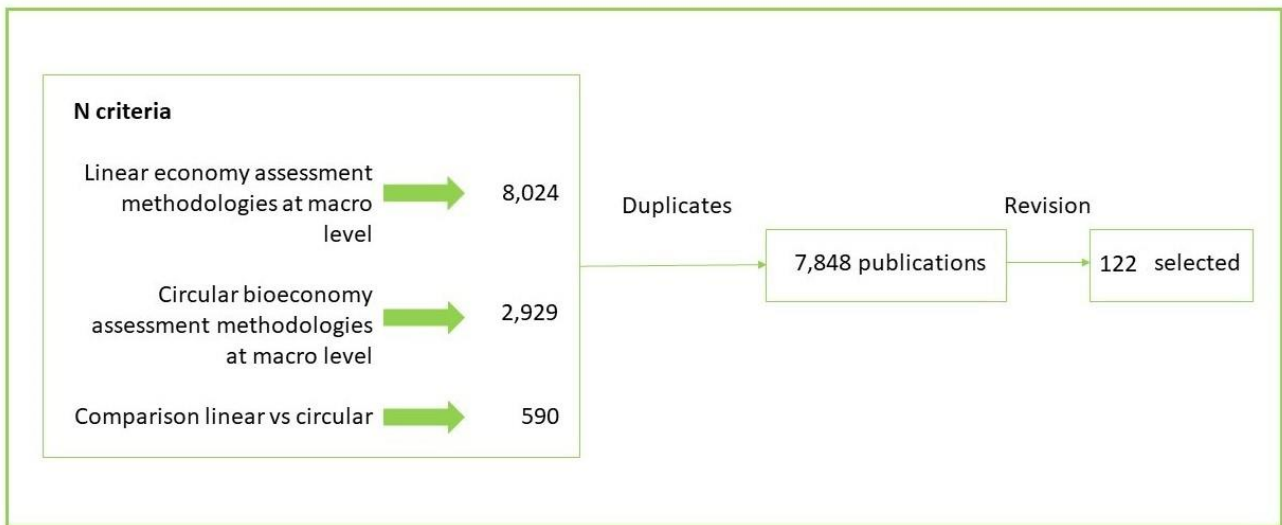 N criteria
Linear economy assessment
methodologies at macro
level
8,024
Circular bioeconomy
assessment methodologies
at macro level
2,929
Comparison linear vs circular
590
Duplicates
7,848 publications
Revision
122 selected